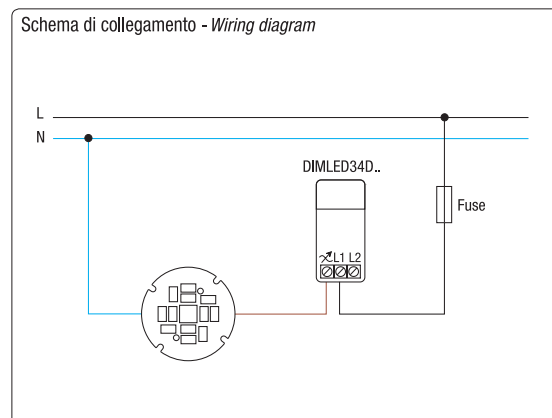 Schema di collegamento - Wiring diagram
L
N
DIMLED34D..
Fuse
L1 L2